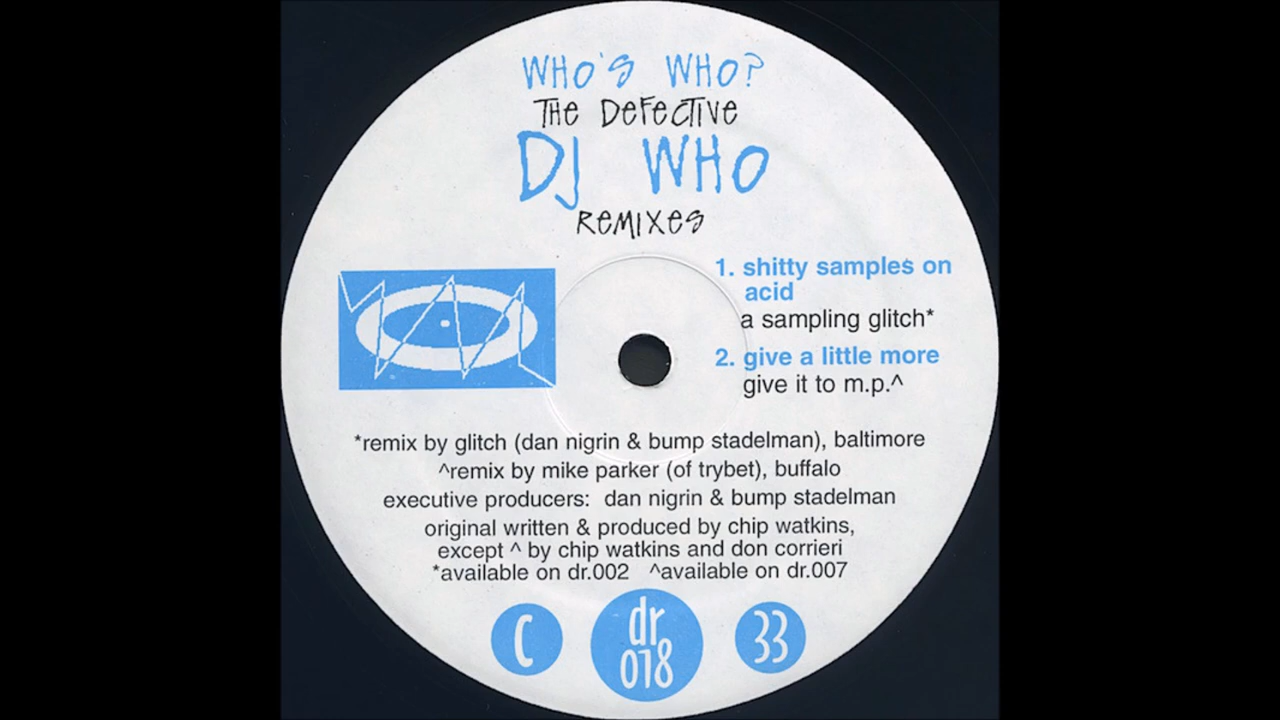 WHO'S WHO?
THE DEFECTIVE
DJ WHO
REMIXES
1. shitty samples on
acid
a sampling glitch*
2. give a little more
give it to m.p.^
*remix by glitch (dan nigrin & bump stadelman), baltimore
^remix by mike parker (of trybet), buffalo
executive producers: dan nigrin & bump stadelman
original written & produced by chip watkins,
except ^ by chip watkins and don corrieri
*available on dr.002 ^available on dr.007
C
dr
018
33